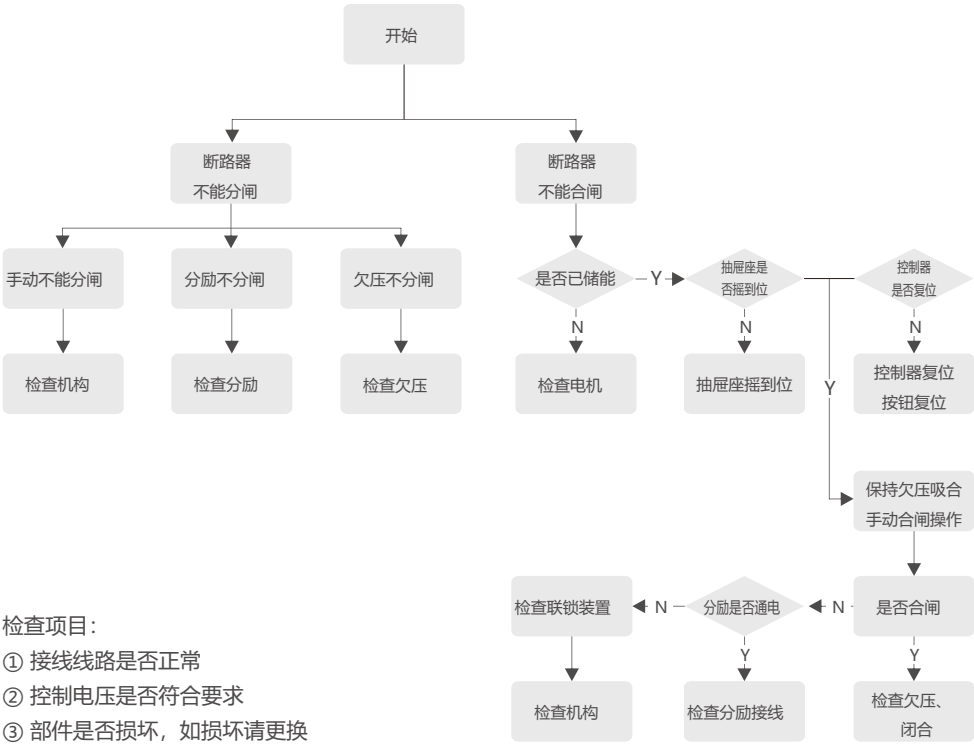 开始
断路器
不能分闸
断路器
不能合闸
手动不能分闸
分励不分闸
欠压不分闸
是否已储能
Y
抽屉座是
否摇到位
控制器
是否复位
N
N
N
检查机构
检查分励
检查欠压
检查电机
抽屉座摇到位
Y
控制器复位
按钮复位
保持欠压吸合
手动合闸操作
检查联锁装置
N
分励是否通电
N
是否合闸
Y
Y
检查机构
检查分励接线
检查欠压、
闭合
检查项目：
① 接线线路是否正常
② 控制电压是否符合要求
③ 部件是否损坏，如损坏请更换